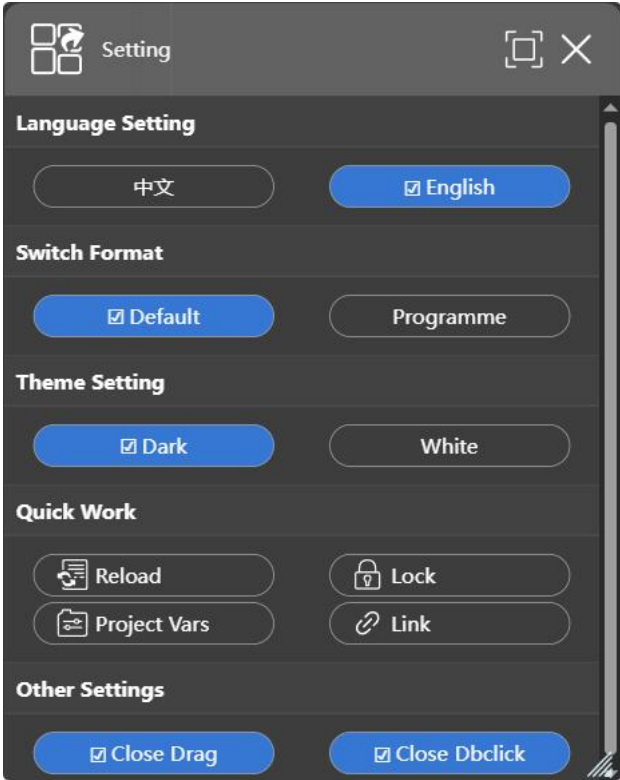 Setting
Language Setting
中文
☑ English
Switch Format
☑ Default
Programme
Theme Setting
☑ Dark
White
Quick Work
Reload
Lock
Project Vars
Link
Other Settings
☑ Close Drag
☑ Close Dbclick